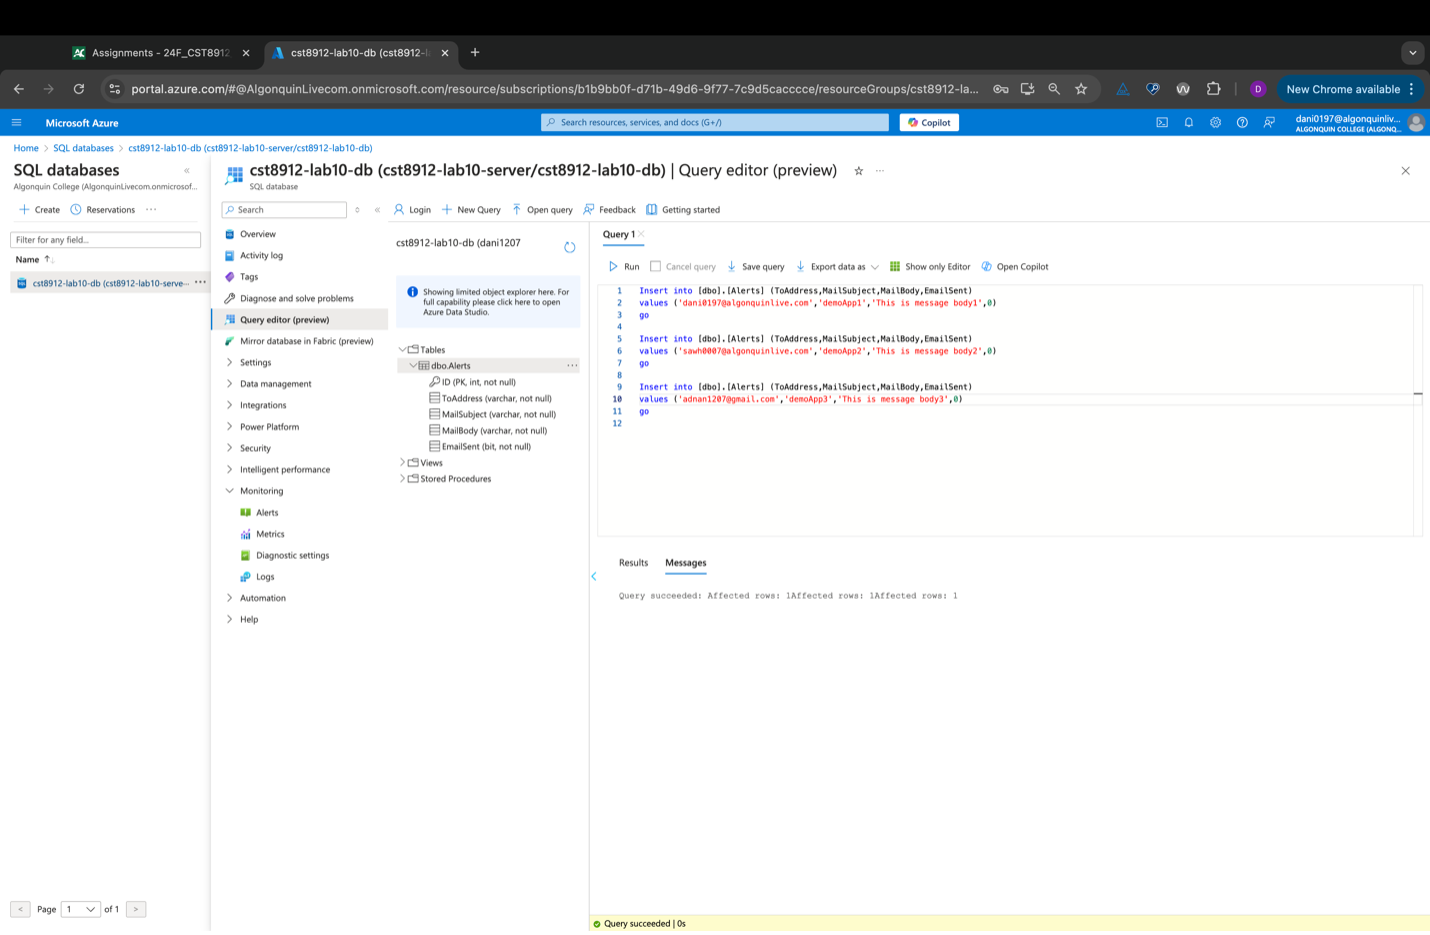 Assignments - 24F_CST8912
cst8912-lab10-db (cst8912-l
portal.azure.com/#@AlgonquinLivecom.onmicrosoft.com/resource/subscriptions/b1b9bb0f-d71b-49d6-9f77-7c9d5cacccce/resourceGroups/cst8912-la...
D
New Chrome available
Microsoft Azure
Search resources, services, and docs (G+/)
Copilot
dani0197@algonquinliv...
ALGONQUIN COLLEGE (ALGONQ...
Home > SQL databases > cst8912-lab10-db (cst8912-lab10-server/cst8912-lab10-db)
SQL databases
Algonquin College (AlgonquinLivecom.onmicrosof...
Create
Reservations
...
Filter for any field...
Name
cst8912-lab10-db (cst8912-lab10-serve...
Page 1 of 1
cst8912-lab10-db (cst8912-lab10-server/cst8912-lab10-db) | Query editor (preview)
SQL database
Search
Overview
Activity log
Tags
Diagnose and solve problems
Query editor (preview)
Mirror database in Fabric (preview)
Settings
Data management
Integrations
Power Platform
Security
Intelligent performance
Monitoring
Alerts
Metrics
Diagnostic settings
Logs
Automation
Help
Login
New Query
Open query
Feedback
Getting started
cst8912-lab10-db (dani1207
Showing limited object explorer here. For
full capability please click here to open
Azure Data Studio.
Tables
dbo.Alerts
ID (PK, int, not null)
ToAddress (varchar, not null)
MailSubject (varchar, not null)
MailBody (varchar, not null)
EmailSent (bit, not null)
Views
Stored Procedures
Query 1
Run
Cancel query
Save query
Export data as
Show only Editor
Open Copilot
1 Insert into [dbo].[Alerts] (ToAddress,MailSubject,MailBody,EmailSent)
2 values ('dani0197@algonquinlive.com','demoApp1','This is message body1',0)
3 go
4
5 Insert into [dbo].[Alerts] (ToAddress,MailSubject,MailBody,EmailSent)
6 values ('sawh0007@algonquinlive.com','demoApp2','This is message body2',0)
7 go
8
9 Insert into [dbo].[Alerts] (ToAddress,MailSubject,MailBody,EmailSent)
10 values ('adnan1207@gmail.com','demoApp3','This is message body3',0)
11 go
12
Results
Messages
Query succeeded: Affected rows: 1Affected rows: 1Affected rows: 1
Query succeeded | 0s